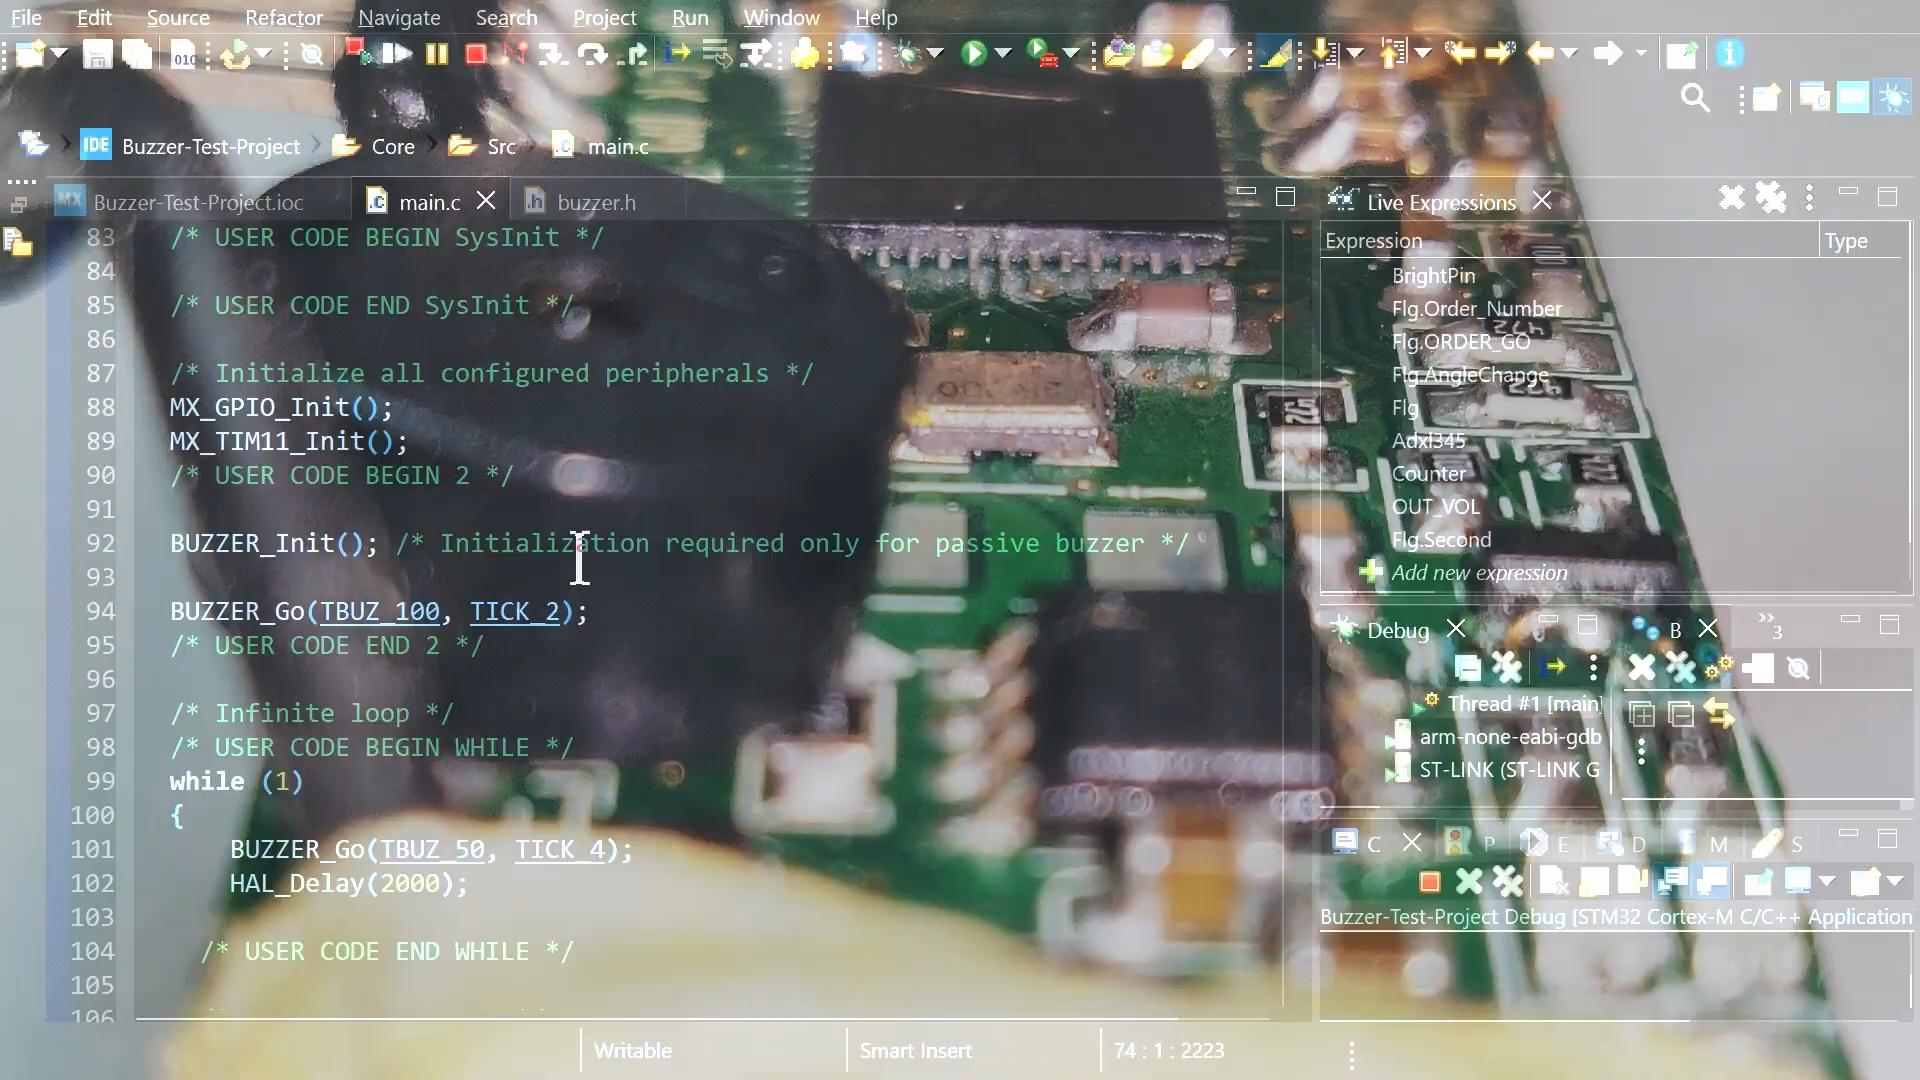 File Edit Source Refactor Navigate Search Project Run Window Help
010
IDE Buzzer-Test-Project Core Src main.c
MX Buzzer-Test-Project.ioc main.c buzzer.h
83 /* USER CODE BEGIN SysInit */
84
85 /* USER CODE END SysInit */
86
87 /* Initialize all configured peripherals */
88 MX_GPIO_Init();
89 MX_TIM11_Init();
90 /* USER CODE BEGIN 2 */
91
92 BUZZER_Init(); /* Initialization required only for passive buzzer */
93
94 BUZZER_Go(TBUZ_100, TICK_2);
95 /* USER CODE END 2 */
96
97 /* Infinite loop */
98 /* USER CODE BEGIN WHILE */
99 while (1)
100 {
101 BUZZER_Go(TBUZ_50, TICK_4);
102 HAL_Delay(2000);
103
104 /* USER CODE END WHILE */
105
106
Live Expressions
Expression Type
BrightPin
Flg.Order_Number
Flg.ORDER_GO
Flg.AngleChange
Flg
Adxl345
Counter
OUT_VOL
Flg.Second
Add new expression
Debug B 3
Thread #1 [main]
arm-none-eabi-gdb
ST-LINK (ST-LINK G
C P E D M S
Buzzer-Test-Project Debug [STM32 Cortex-M C/C++ Application
Writable Smart Insert 74 : 1 : 2223
472